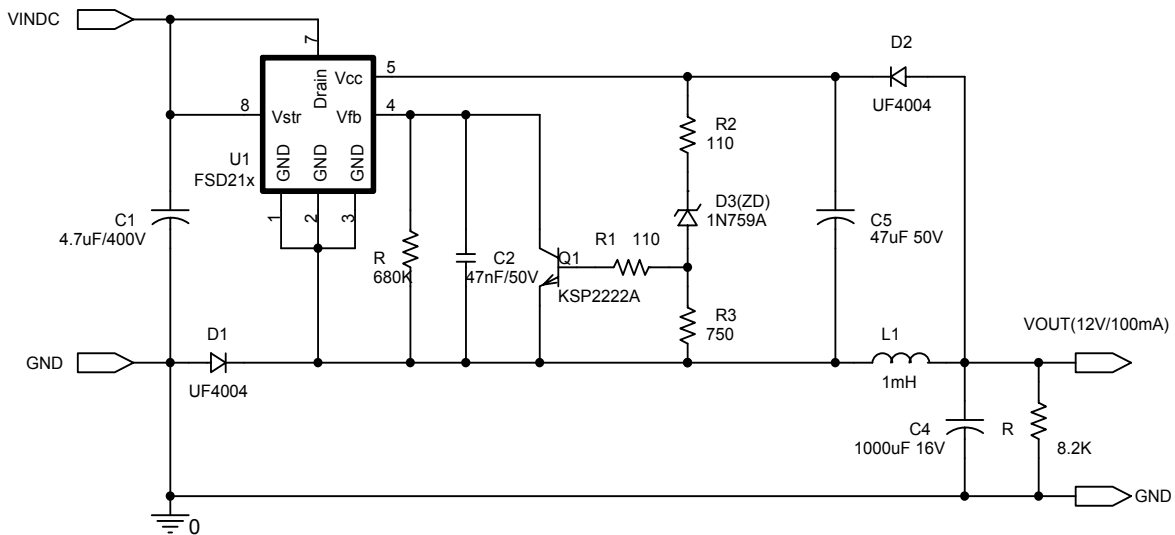 VINDC
7
D2
Drain
Vcc
5
UF4004
8
Vstr
Vfb
4
U1
FSD21x
GND
GND
GND
R2
110
D3(ZD)
1N759A
C1
4.7uF/400V
1
2
3
C5
47uF 50V
R1 110
R
680K
C2
47nF/50V
Q1
KSP2222A
R3
750
D1
L1
VOUT(12V/100mA)
GND
UF4004
1mH
C4
1000uF 16V
R
8.2K
GND
0